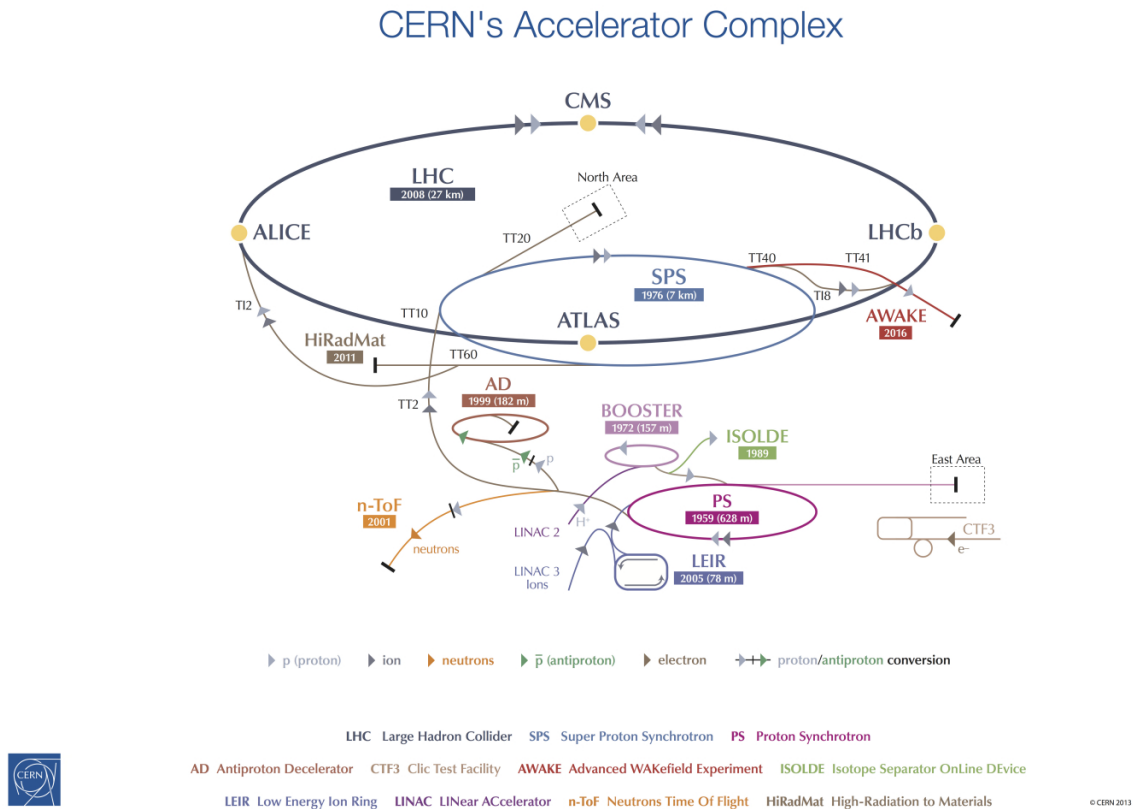 CERN's Accelerator Complex
CMS
LHC
2008 (27 km)
North Area
ALICE
LHCb
TT20
TT40
TT41
SPS
1976 (7 km)
TI8
TI2
TT10
ATLAS
AWAKE
2016
HiRadMat
2011
TT60
AD
1999 (182 m)
TT2
BOOSTER
1972 (157 m)
ISOLDE
1989
p̅
p
East Area
n-ToF
2001
PS
1959 (628 m)
H⁺
LINAC 2
neutrons
CTF3
e⁻
LEIR
2005 (78 m)
LINAC 3
Ions
p (proton)
ion
neutrons
p̅ (antiproton)
electron
proton/antiproton conversion
LHC Large Hadron Collider SPS Super Proton Synchrotron PS Proton Synchrotron
AD Antiproton Decelerator CTF3 Clic Test Facility AWAKE Advanced WAKefield Experiment ISOLDE Isotope Separator OnLine DEvice
LEIR Low Energy Ion Ring LINAC LINear ACcelerator n-ToF Neutrons Time Of Flight HiRadMat High-Radiation to Materials
CERN
© CERN 2013